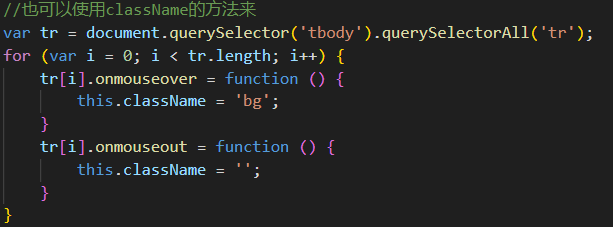 //也可以使用className的方法来
var tr = document.querySelector('tbody').querySelectorAll('tr');
for (var i = 0; i < tr.length; i++) {
    tr[i].onmouseover = function () {
        this.className = 'bg';
    }
    tr[i].onmouseout = function () {
        this.className = '';
    }
}